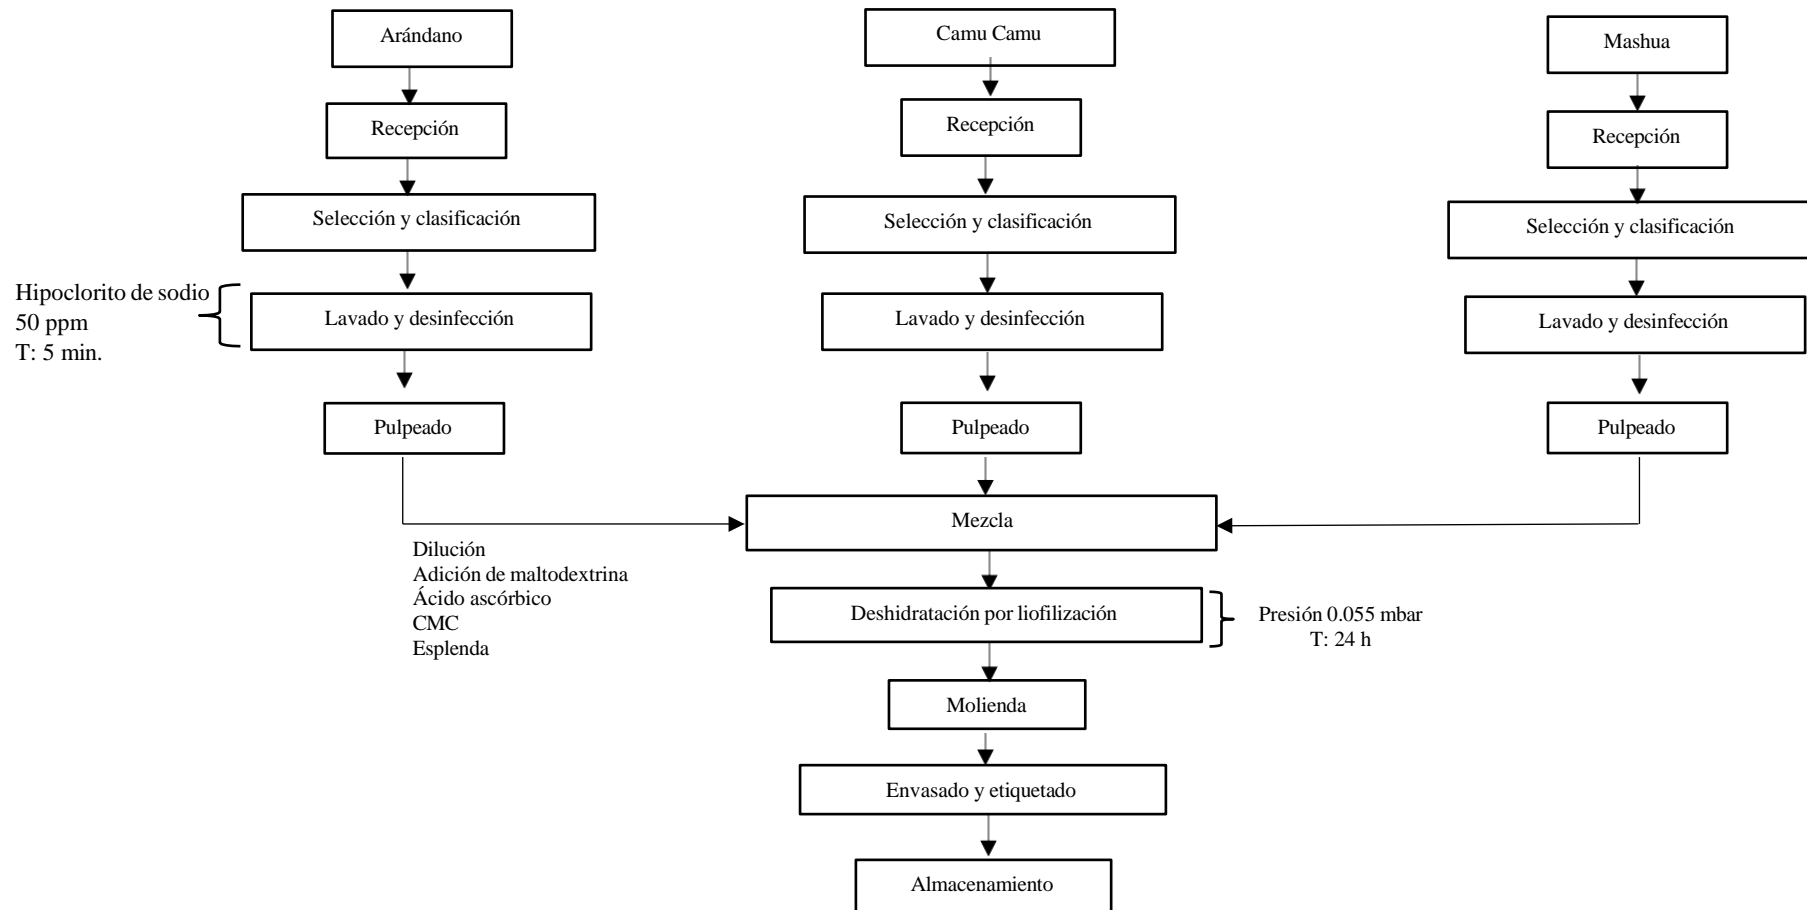 Arándano
Camu Camu
Mashua
Recepción
Recepción
Recepción
Selección y clasificación
Selección y clasificación
Selección y clasificación
Hipoclorito de sodio
50 ppm
T: 5 min.
Lavado y desinfección
Lavado y desinfección
Lavado y desinfección
Pulpeado
Pulpeado
Pulpeado
Mezcla
Dilución
Adición de maltodextrina
Ácido ascórbico
CMC
Esplenda
Deshidratación por liofilización
Presión 0.055 mbar
T: 24 h
Molienda
Envasado y etiquetado
Almacenamiento